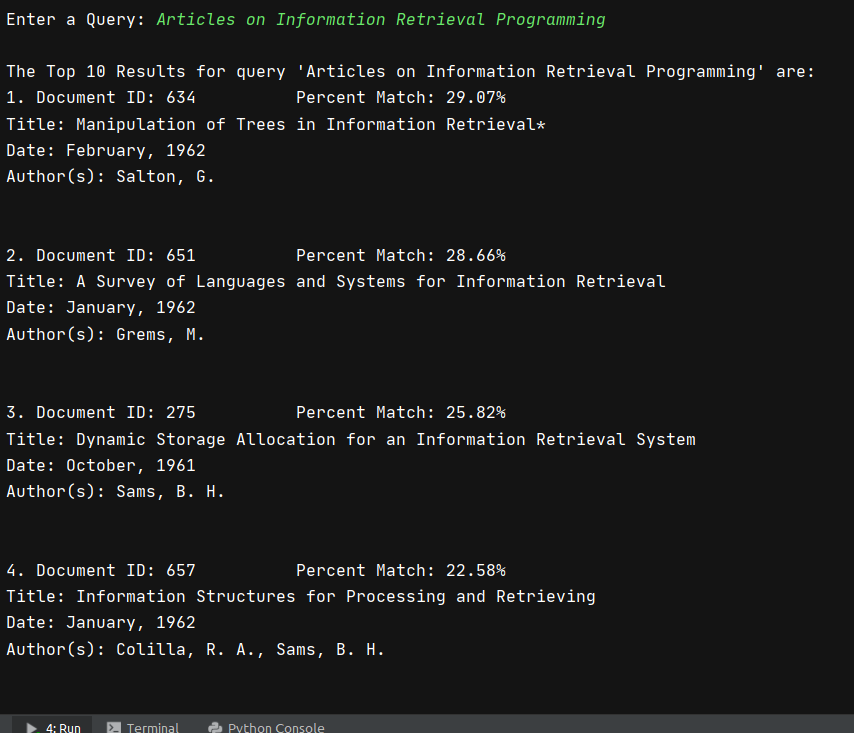 Enter a Query: Articles on Information Retrieval Programming
The Top 10 Results for query 'Articles on Information Retrieval Programming' are:
1. Document ID: 634 Percent Match: 29.07%
Title: Manipulation of Trees in Information Retrieval*
Date: February, 1962
Author(s): Salton, G.
2. Document ID: 651 Percent Match: 28.66%
Title: A Survey of Languages and Systems for Information Retrieval
Date: January, 1962
Author(s): Grems, M.
3. Document ID: 275 Percent Match: 25.82%
Title: Dynamic Storage Allocation for an Information Retrieval System
Date: October, 1961
Author(s): Sams, B. H.
4. Document ID: 657 Percent Match: 22.58%
Title: Information Structures for Processing and Retrieving
Date: January, 1962
Author(s): Colilla, R. A., Sams, B. H.
4: Run Terminal Python Console